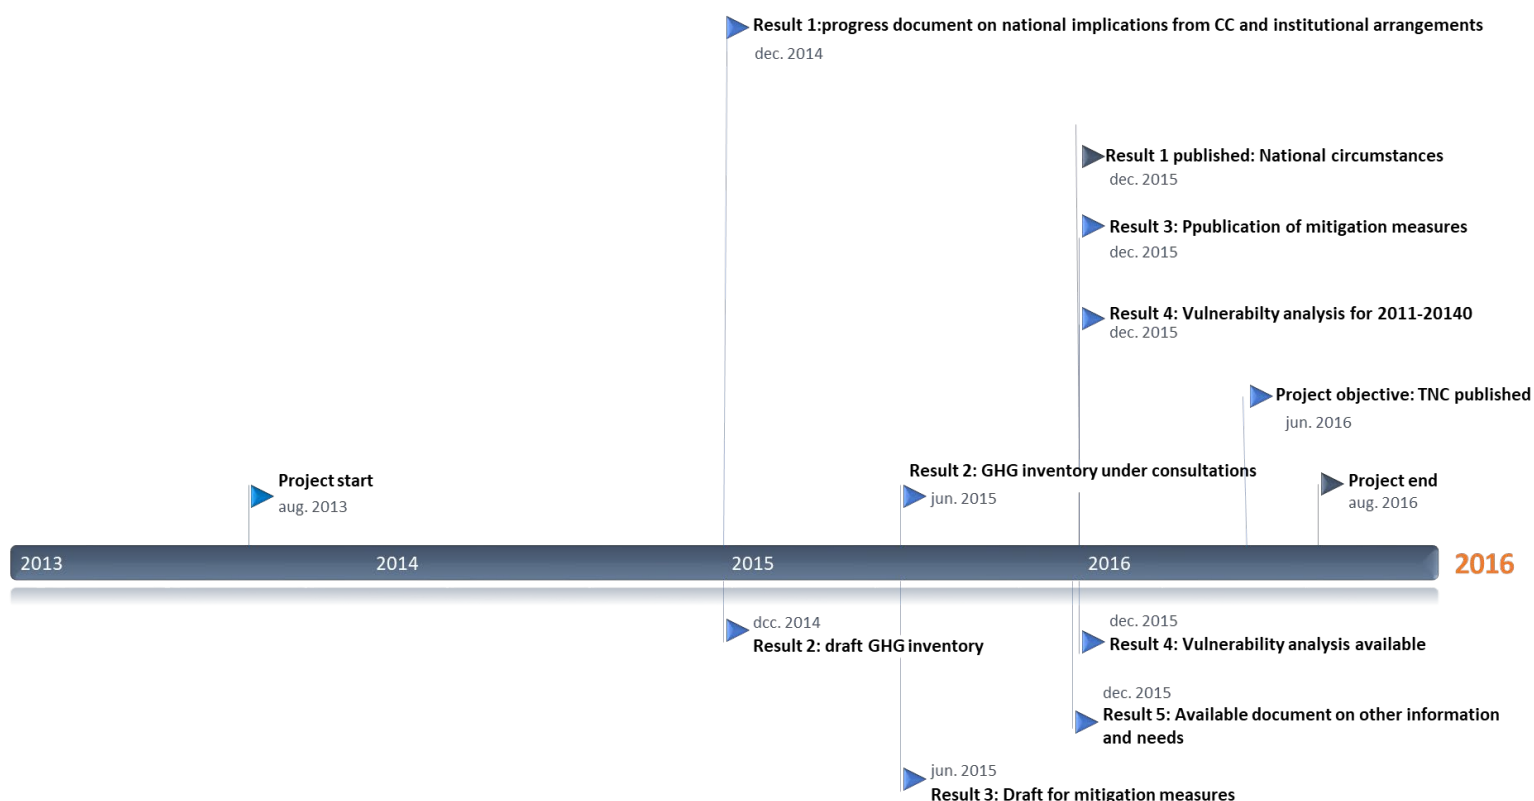 Result 1:progress document on national implications from CC and institutional arrangements
dec. 2014
Result 1 published: National circumstances
dec. 2015
Result 3: Ppublication of mitigation measures
dec. 2015
Result 4: Vulnerabilty analysis for 2011-20140
dec. 2015
Project objective: TNC published
jun. 2016
Result 2: GHG inventory under consultations
jun. 2015
Project start
aug. 2013
Project end
aug. 2016
2013
2014
2015
2016
2016
dcc. 2014
Result 2: draft GHG inventory
dec. 2015
Result 4: Vulnerability analysis available
dec. 2015
Result 5: Available document on other information
and needs
jun. 2015
Result 3: Draft for mitigation measures